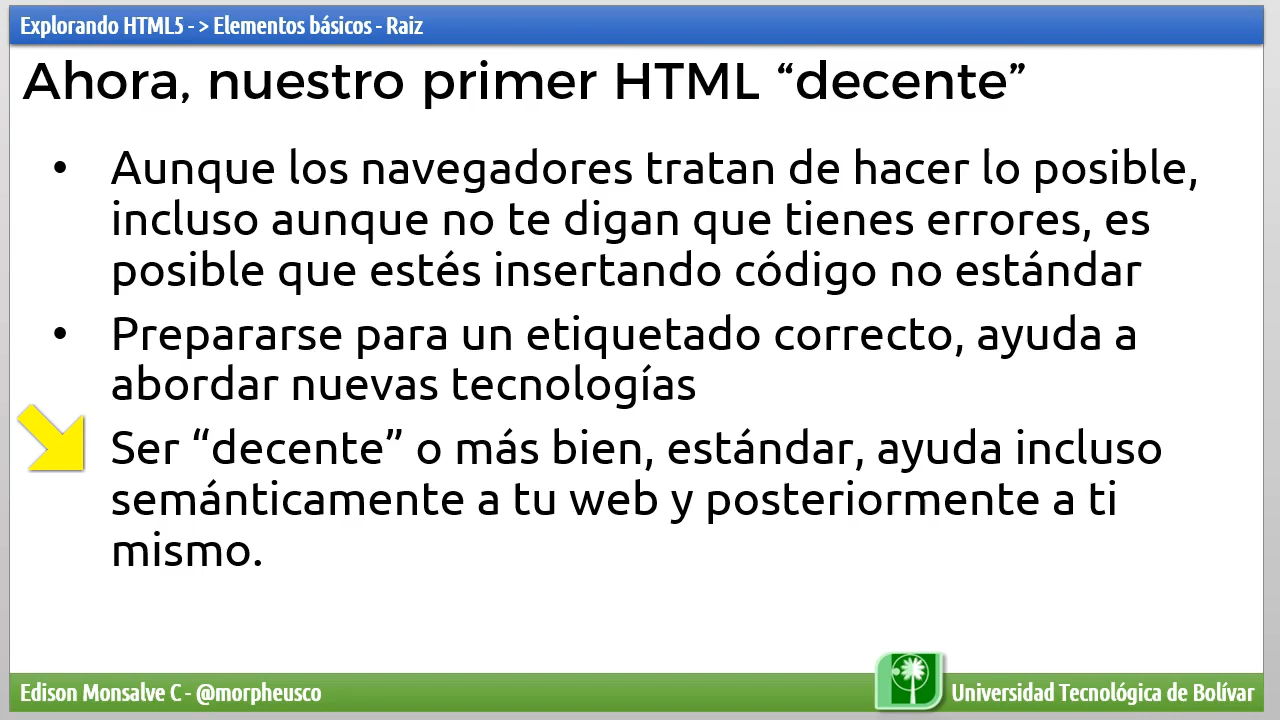 Explorando HTML5 - > Elementos básicos - Raiz
Ahora, nuestro primer HTML “decente”
• Aunque los navegadores tratan de hacer lo posible,
incluso aunque no te digan que tienes errores, es
posible que estés insertando código no estándar
• Prepararse para un etiquetado correcto, ayuda a
abordar nuevas tecnologías
Ser “decente” o más bien, estándar, ayuda incluso
semánticamente a tu web y posteriormente a ti
mismo.
Edison Monsalve C - @morpheusco
Universidad Tecnológica de Bolívar